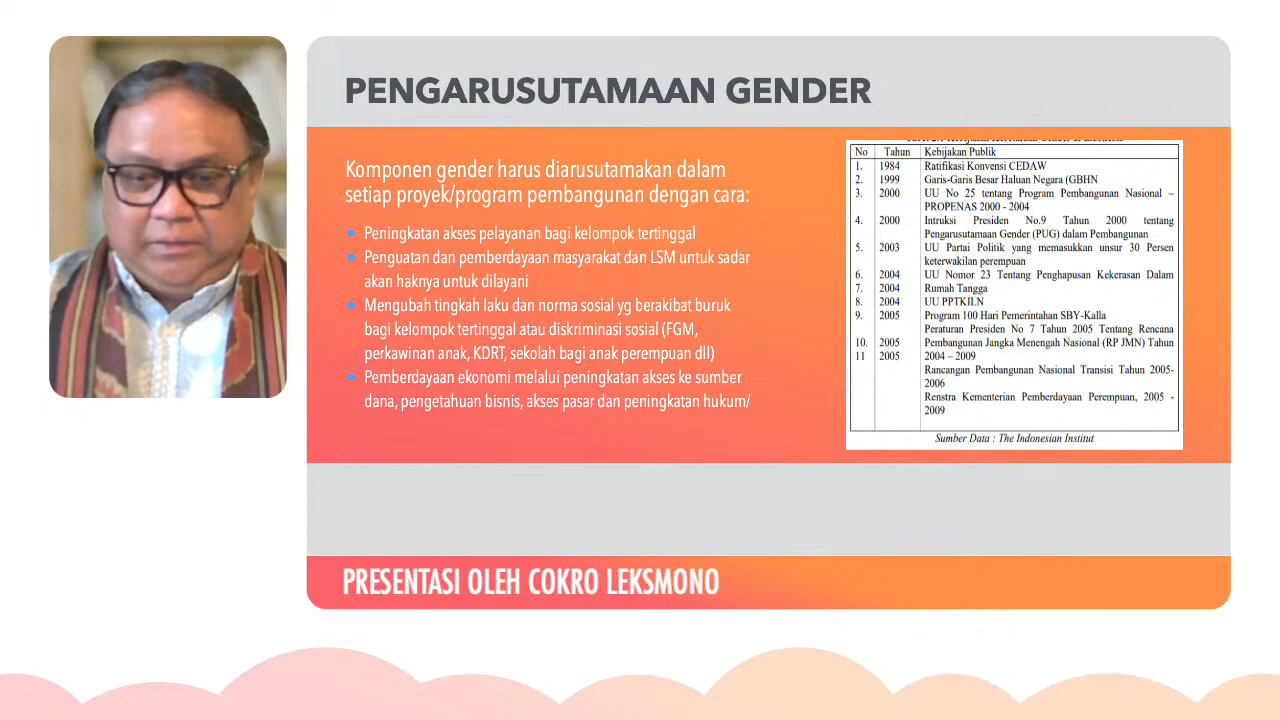 PENGARUSUTAMAAN GENDER
Komponen gender harus diarusutamakan dalam
setiap proyek/program pembangunan dengan cara:
Peningkatan akses pelayanan bagi kelompok tertinggal
Penguatan dan pemberdayaan masyarakat dan LSM untuk sadar
akan haknya untuk dilayani
Mengubah tingkah laku dan norma sosial yg berakibat buruk
bagi kelompok tertinggal atau diskriminasi sosial (FGM,
perkawinan anak, KDRT, sekolah bagi anak perempuan dll)
Pemberdayaan ekonomi melalui peningkatan akses ke sumber
dana, pengetahuan bisnis, akses pasar dan peningkatan hukum/
No Tahun Kebijakan Publik
1. 1984 Ratifikasi Konvensi CEDAW
2. 1999 Garis-Garis Besar Haluan Negara (GBHN
3. 2000 UU No 25 tentang Program Pembangunan Nasional –
PROPENAS 2000 - 2004
4. 2000 Intruksi Presiden No.9 Tahun 2000 tentang
Pengarusutamaan Gender (PUG) dalam Pembangunan
5. 2003 UU Partai Politik yang memasukkan unsur 30 Persen
keterwakilan perempuan
6. 2004 UU Nomor 23 Tentang Penghapusan Kekerasan Dalam
7. 2004 Rumah Tangga
8. 2004 UU PPTKILN
9. 2005 Program 100 Hari Pemerintahan SBY-Kalla
Peraturan Presiden No 7 Tahun 2005 Tentang Rencana
10. 2005 Pembangunan Jangka Menengah Nasional (RP JMN) Tahun
11 2005 2004 – 2009
Rancangan Pembangunan Nasional Transisi Tahun 2005-
2006
Renstra Kementerian Pemberdayaan Perempuan, 2005 -
2009
Sumber Data : The Indonesian Institut
PRESENTASI OLEH COKRO LEKSMONO